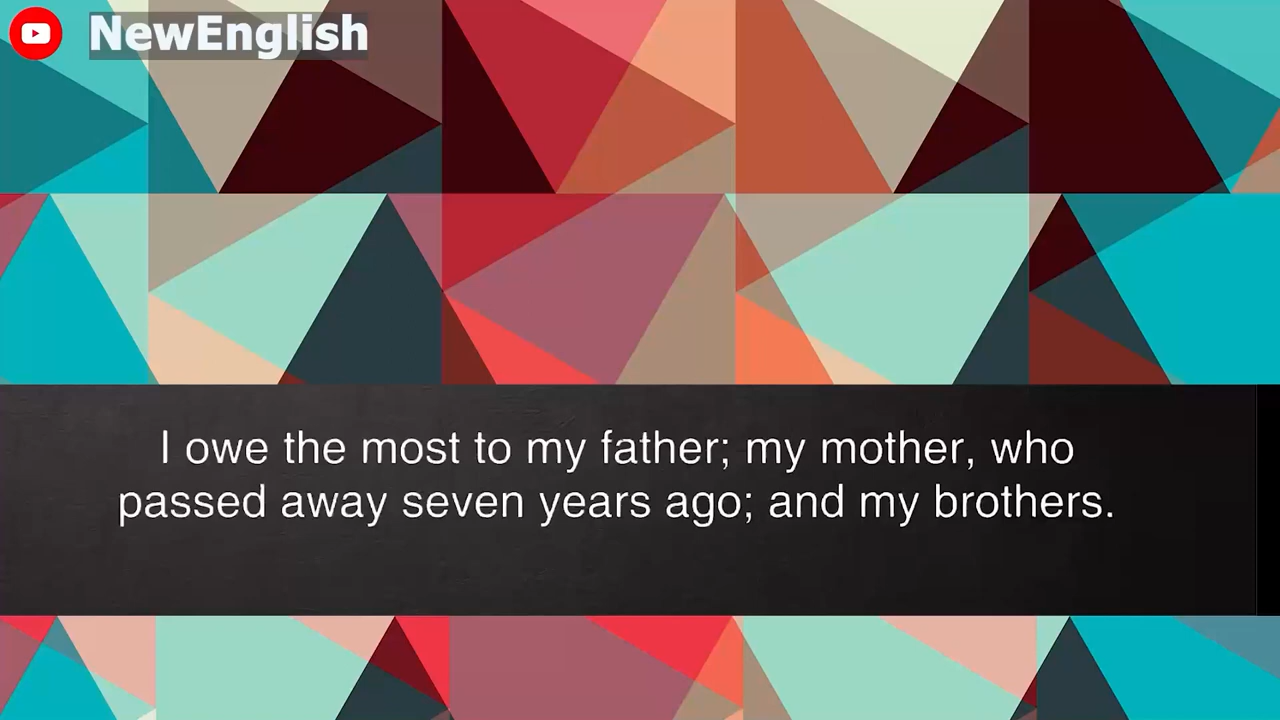 NewEnglish
I owe the most to my father; my mother, who
passed away seven years ago; and my brothers.